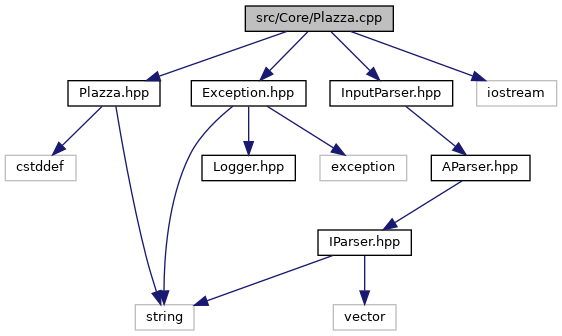 src/Core/Plazza.cpp
Plazza.hpp
Exception.hpp
InputParser.hpp
iostream
cstddef
Logger.hpp
exception
AParser.hpp
IParser.hpp
string
vector